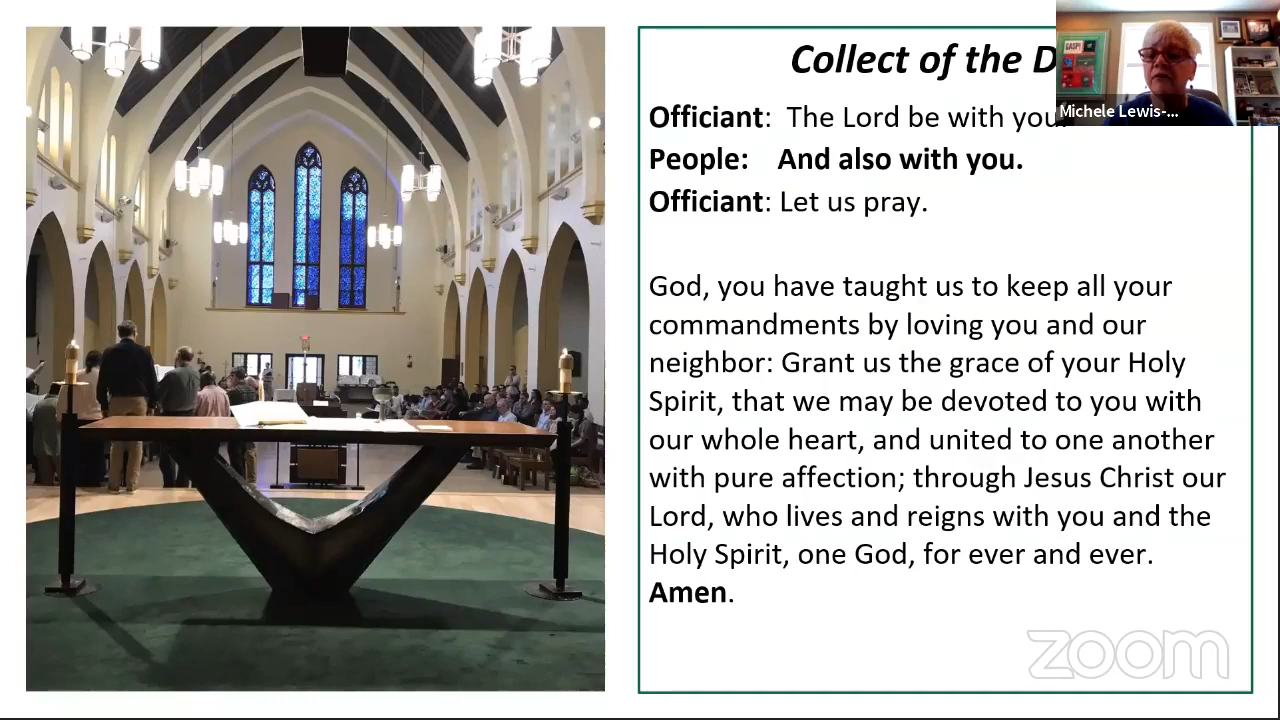 Collect of the D
Officiant: The Lord be with you.
People: And also with you.
Officiant: Let us pray.
God, you have taught us to keep all your
commandments by loving you and our
neighbor: Grant us the grace of your Holy
Spirit, that we may be devoted to you with
our whole heart, and united to one another
with pure affection; through Jesus Christ our
Lord, who lives and reigns with you and the
Holy Spirit, one God, for ever and ever.
Amen.
GASP!
1934
Michele Lewis-...
zoom